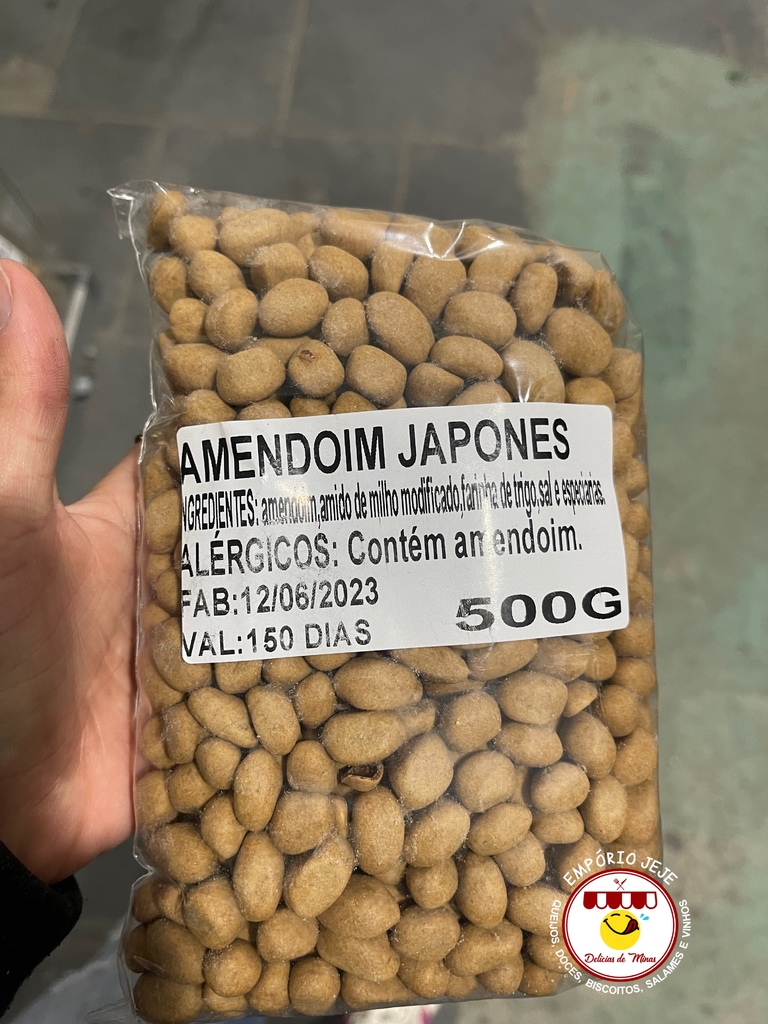 AMENDOIM JAPONES
NGREDIENTES: amendoim,amido de milho modificado,farinha de trigo,sal e especiarias.
ALÉRGICOS: Contém amendoim.
FAB:12/06/2023
VAL:150 DIAS
500G
EMPÓRIO JEJE
Delícias de Minas
QUEIJOS, DOCES, BISCOITOS, SALAMES E VINHOS